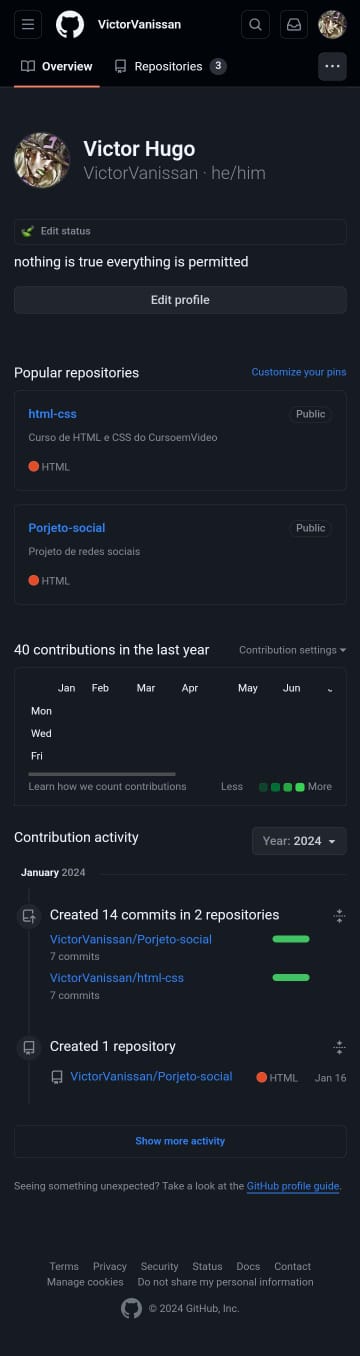 VictorVanissan
Overview
Repositories 3
Victor Hugo
VictorVanissan · he/him
Edit status
nothing is true everything is permitted
Edit profile
Popular repositories Customize your pins
html-css Public
Curso de HTML e CSS do CursoemVideo
HTML
Porjeto-social Public
Projeto de redes sociais
HTML
40 contributions in the last year Contribution settings
Jan Feb Mar Apr May Jun
Mon
Wed
Fri
Learn how we count contributions Less More
Contribution activity Year: 2024
January 2024
Created 14 commits in 2 repositories
VictorVanissan/Porjeto-social
7 commits
VictorVanissan/html-css
7 commits
Created 1 repository
VictorVanissan/Porjeto-social HTML Jan 16
Show more activity
Seeing something unexpected? Take a look at the GitHub profile guide.
Terms Privacy Security Status Docs Contact
Manage cookies Do not share my personal information
© 2024 GitHub, Inc.